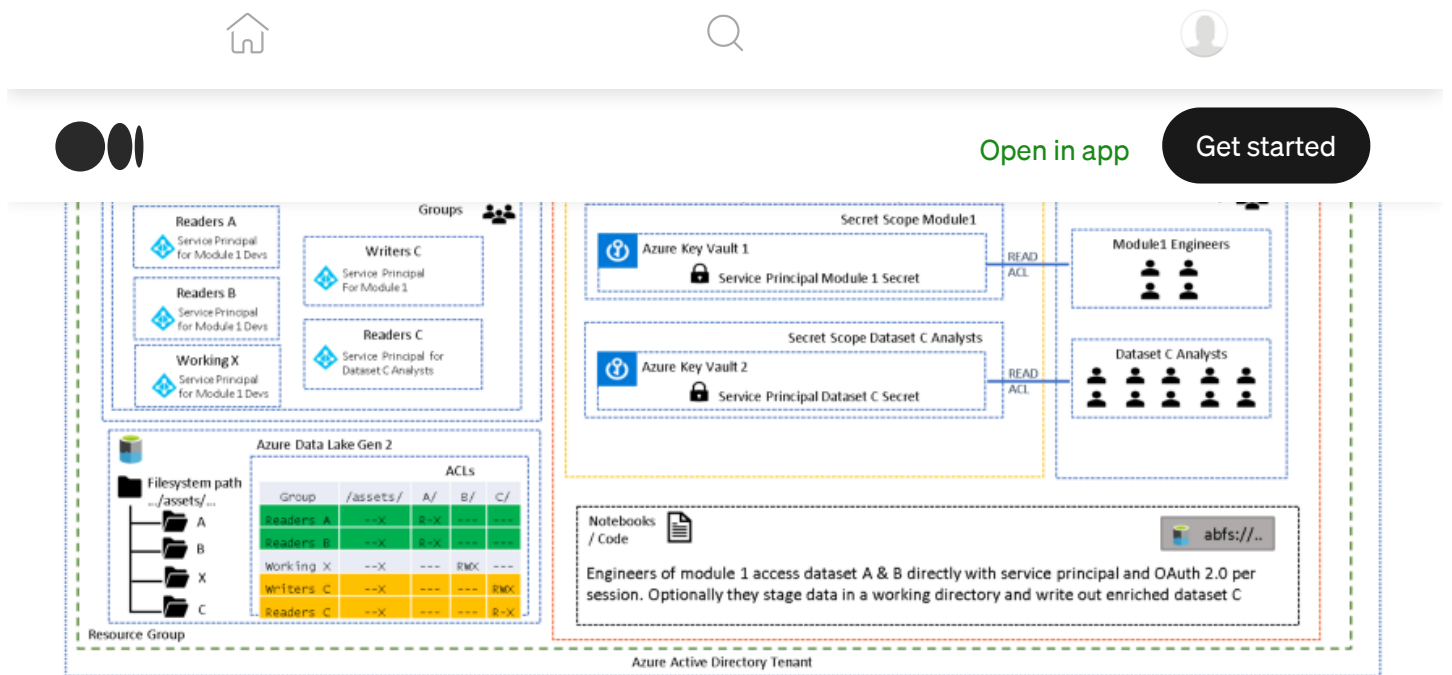 Open in app
Get started
Groups
Readers A
Service Principal
for Module 1 Devs
Writers C
Service Principal
For Module 1
Readers B
Service Principal
for Module 1 Devs
Readers C
Service Principal for
Dataset C Analysts
Working X
Service Principal
for Module 1 Devs
Secret Scope Module1
Azure Key Vault 1
Service Principal Module 1 Secret
READ
ACL
Module1 Engineers
Secret Scope Dataset C Analysts
Azure Key Vault 2
Service Principal Dataset C Secret
READ
ACL
Dataset C Analysts
Azure Data Lake Gen 2
Filesystem path
.../assets/...
A
B
X
C
ACLs
Group /assets/ A/ B/ C/
Readers A --X R-X --- ---
Readers B --X R-X --- ---
Working X --X --- RWX ---
Writers C --X --- --- RWX
Readers C --X --- --- R-X
Resource Group
Notebooks
/ Code
abfs://..
Engineers of module 1 access dataset A & B directly with service principal and OAuth 2.0 per
session. Optionally they stage data in a working directory and write out enriched dataset C
Azure Active Directory Tenant